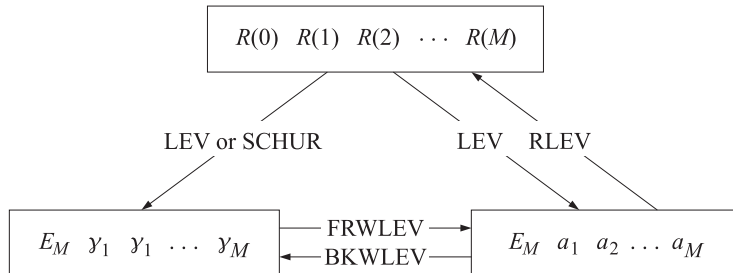 R(0) R(1) R(2) ··· R(M)
LEV or SCHUR LEV RLEV
E_M γ_1 γ_1 ... γ_M FRWLEV E_M a_1 a_2 ... a_M
BKWLEV